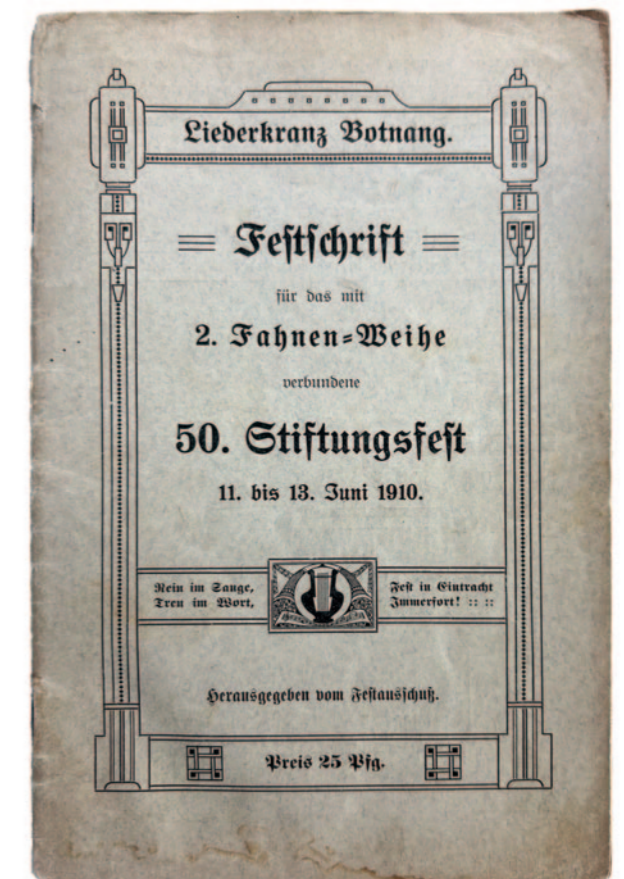 Liederkranz Botnang.
Festschrift
für das mit
2. Fahnen=Weihe
verbundene
50. Stiftungsfest
11. bis 13. Juni 1910.
Rein im Sange,
Treu im Wort,
Fest in Eintracht
Immerfort! :: ::
Herausgegeben vom Festausschuß.
Preis 25 Pfg.